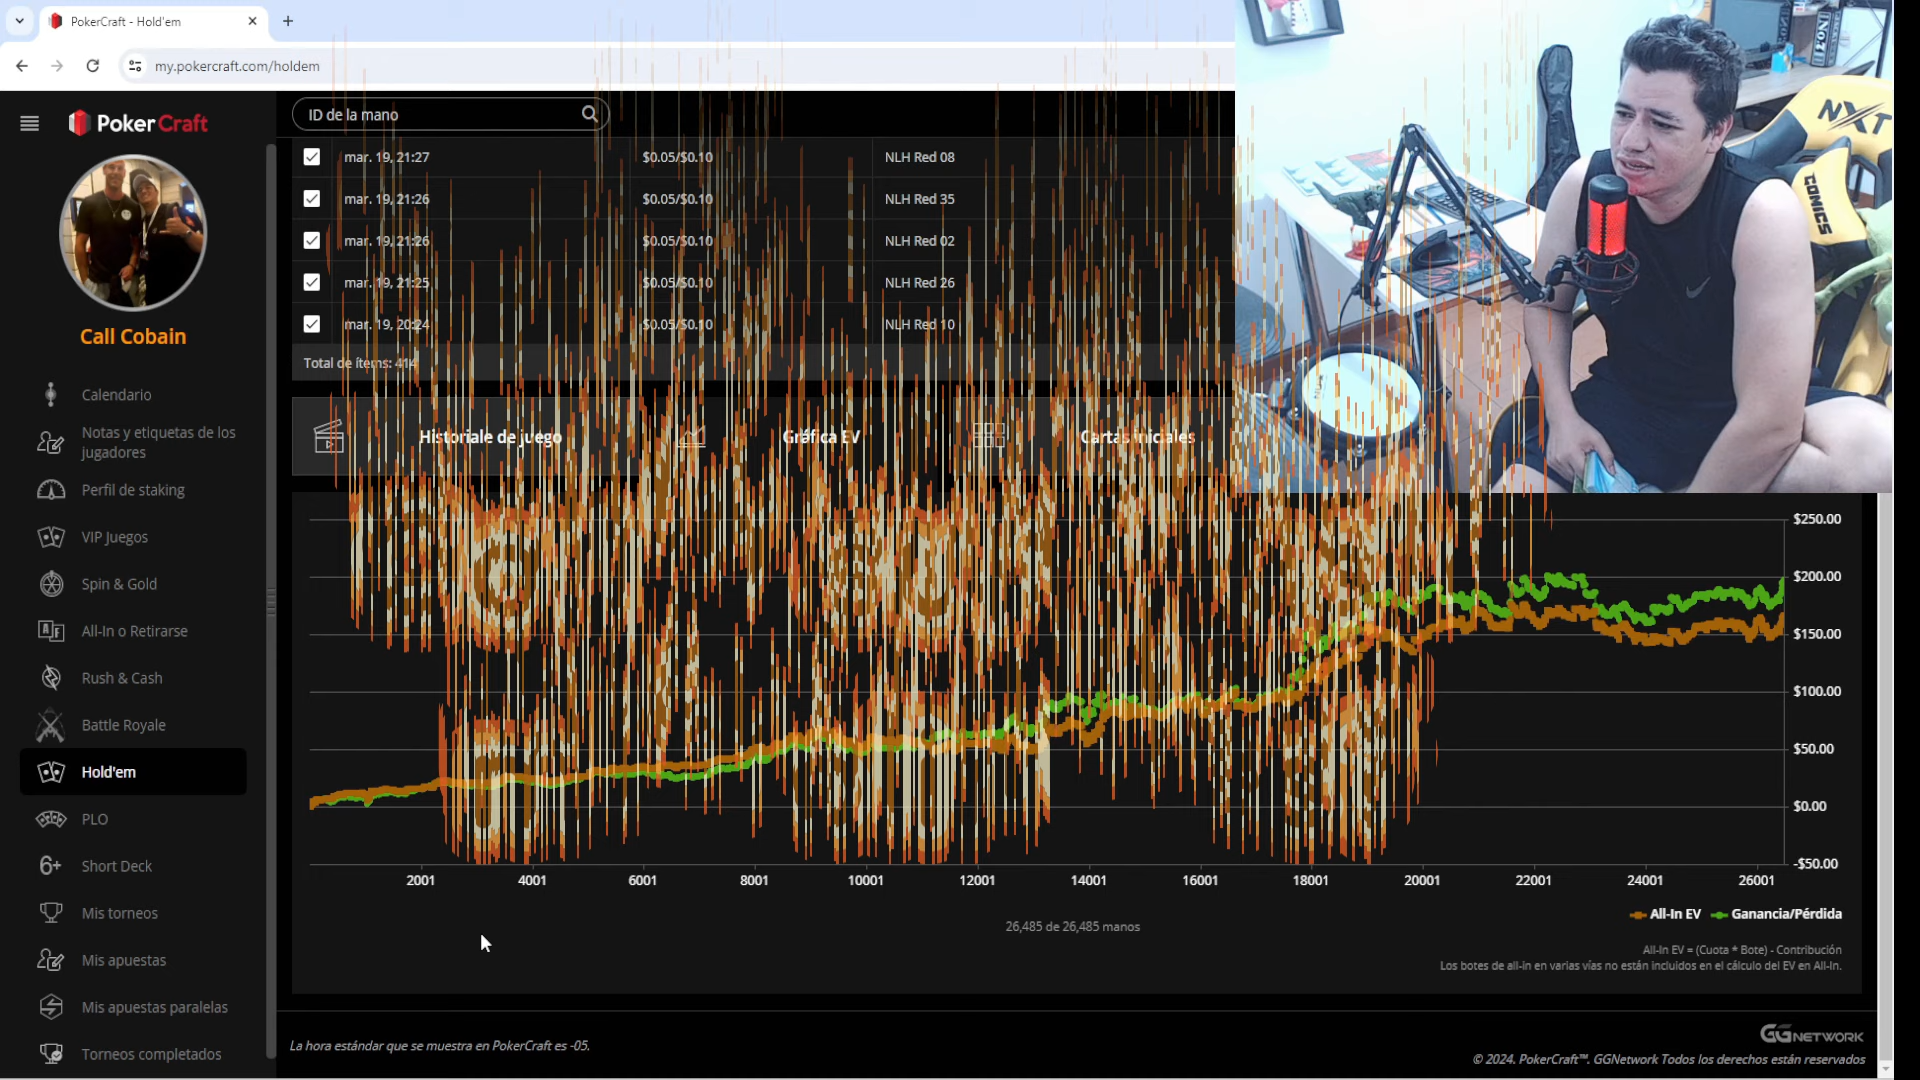 PokerCraft - Hold'em
my.pokercraft.com/holdem
PokerCraft
ID de la mano
mar. 19, 21:27 $0.05/$0.10 NLH Red 08
mar. 19, 21:26 $0.05/$0.10 NLH Red 35
mar. 19, 21:26 $0.05/$0.10 NLH Red 02
mar. 19, 21:25 $0.05/$0.10 NLH Red 26
mar. 19, 20:24 $0.05/$0.10 NLH Red 10
Total de ítems: 414
Call Cobain
Calendario
Notas y etiquetas de los
jugadores
Perfil de staking
VIP Juegos
Spin & Gold
All-In o Retirarse
Rush & Cash
Battle Royale
Hold'em
PLO
6+ Short Deck
Mis torneos
Mis apuestas
Mis apuestas paralelas
Torneos completados
Historiale de juego
Gráfica EV
Cartas iniciales
NXT
COMICS
$250.00
$200.00
$150.00
$100.00
$50.00
$0.00
-$50.00
2001 4001 6001 8001 10001 12001 14001 16001 18001 20001 22001 24001 26001
All-In EV Ganancia/Pérdida
26,485 de 26,485 manos
All-In EV = (Cuota * Bote) - Contribución
Los botes de all-in en varias vías no están incluidos en el cálculo del EV en All-In.
La hora estándar que se muestra en PokerCraft es -05.
GGNETWORK
© 2024. PokerCraft™. GGNetwork Todos los derechos están reservados